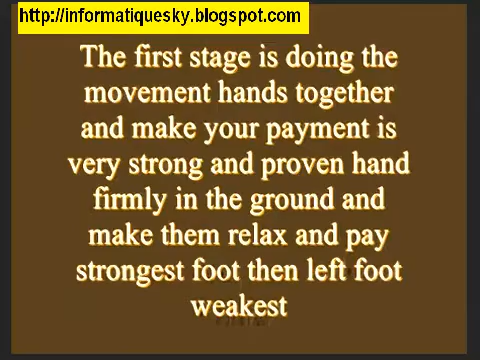 http://informatiquesky.blogspot.com
The first stage is doing the
movement hands together
and make your payment is
very strong and proven hand
firmly in the ground and
make them relax and pay
strongest foot then left foot
weakest